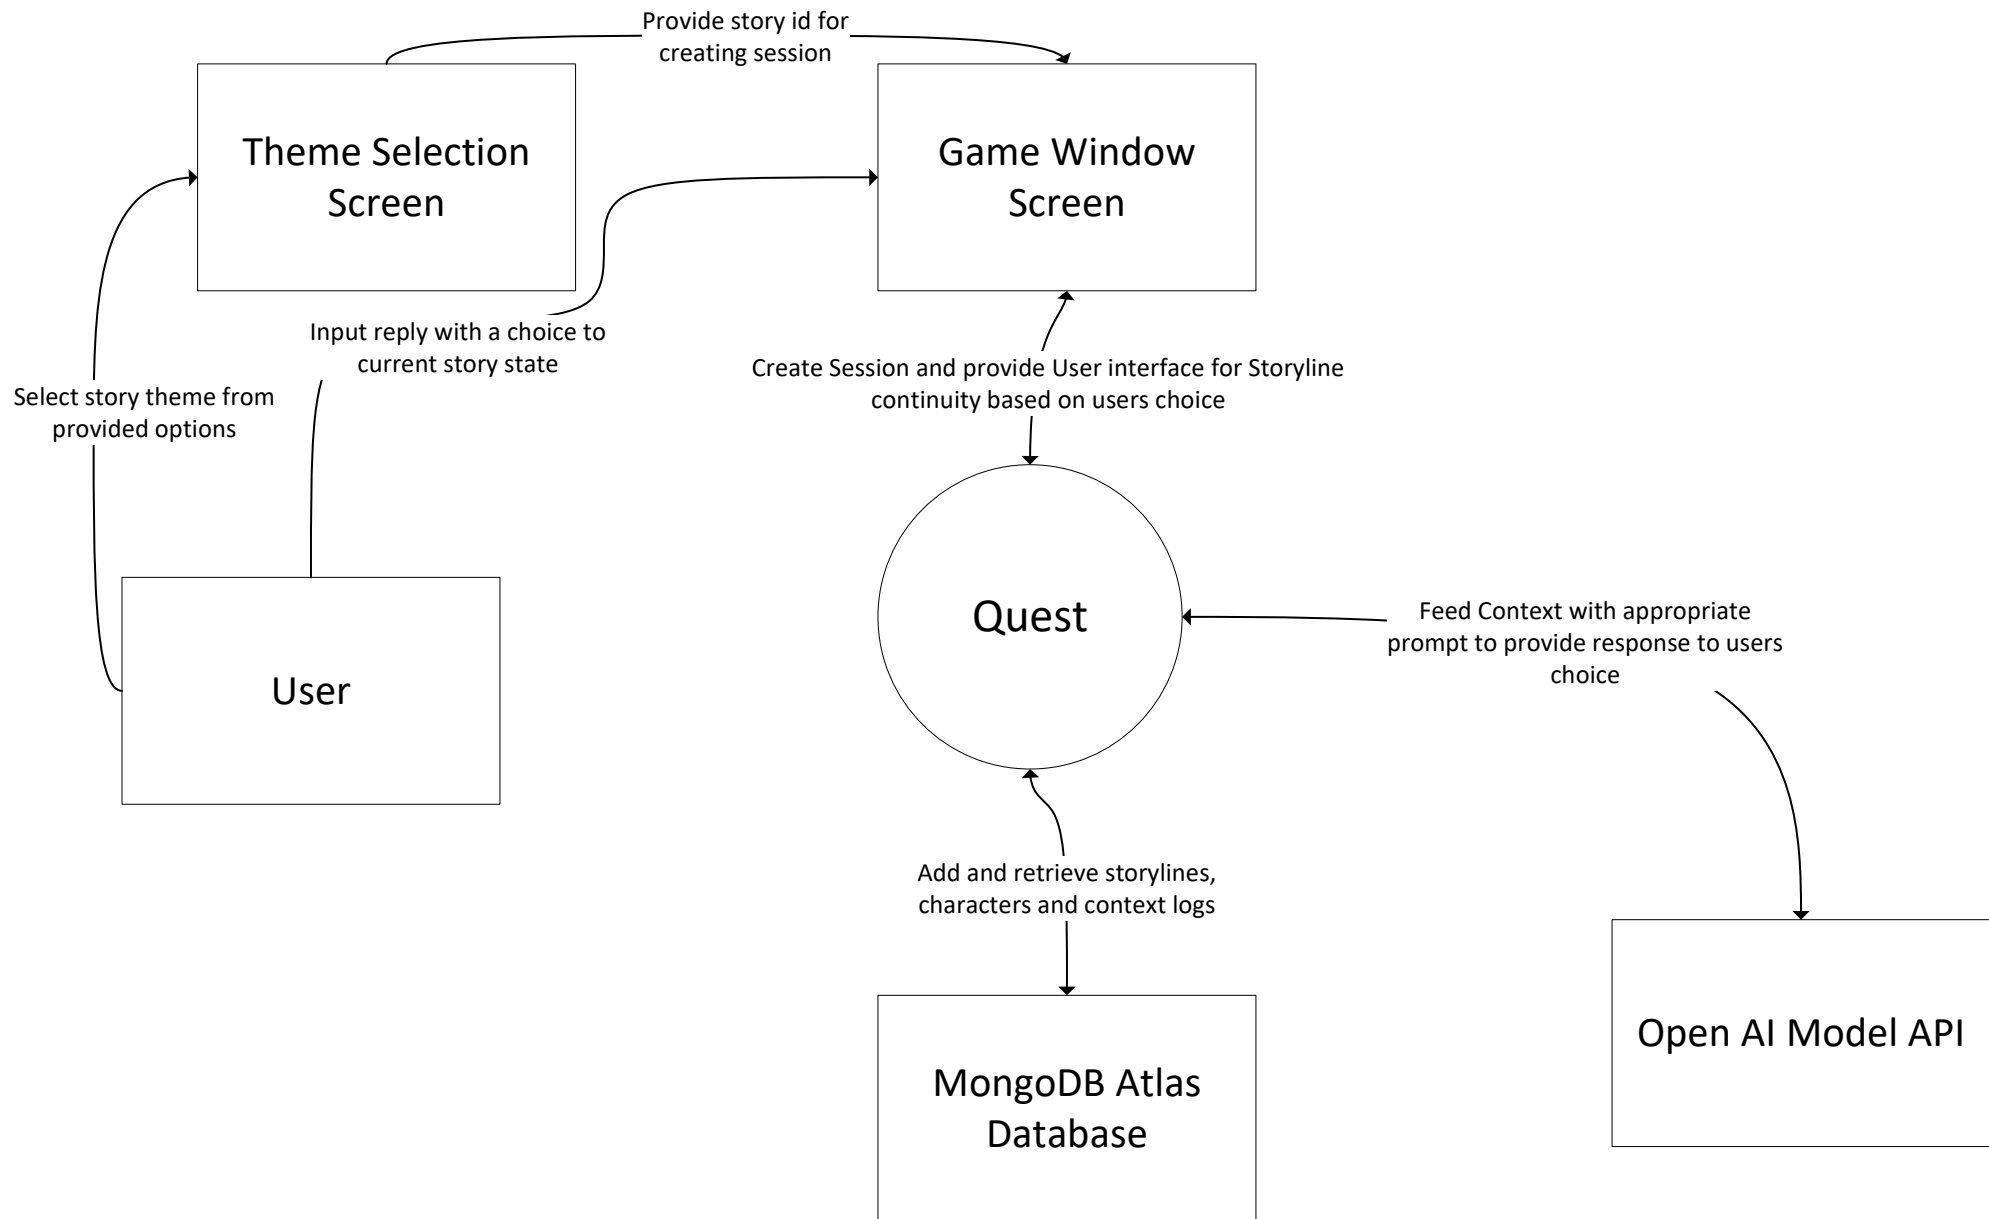 Provide story id for
creating session
Theme Selection
Screen
Game Window
Screen
Input reply with a choice to
current story state
Create Session and provide User interface for Storyline
continuity based on users choice
Select story theme from
provided options
Quest
Feed Context with appropriate
prompt to provide response to users
choice
User
Add and retrieve storylines,
characters and context logs
Open AI Model API
MongoDB Atlas
Database